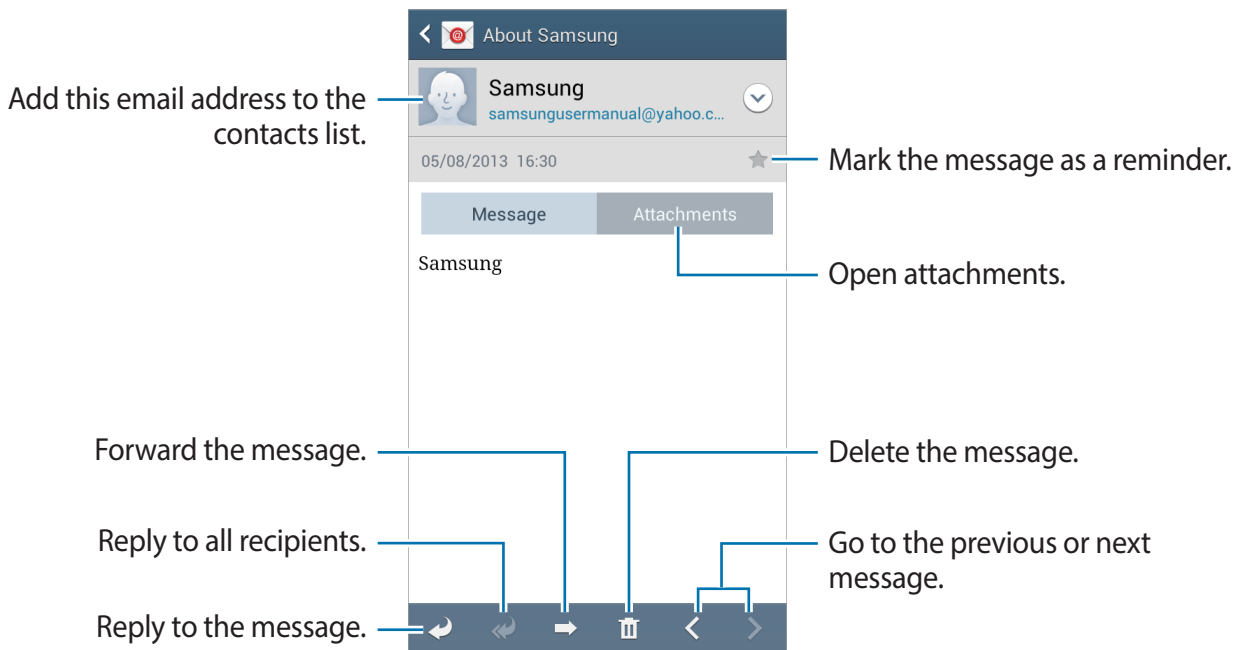 About Samsung
Add this email address to the
contacts list.
Samsung
samsungusermanual@yahoo.c...
05/08/2013 16:30
Mark the message as a reminder.
Message
Attachments
Samsung
Open attachments.
Forward the message.
Delete the message.
Reply to all recipients.
Go to the previous or next
message.
Reply to the message.